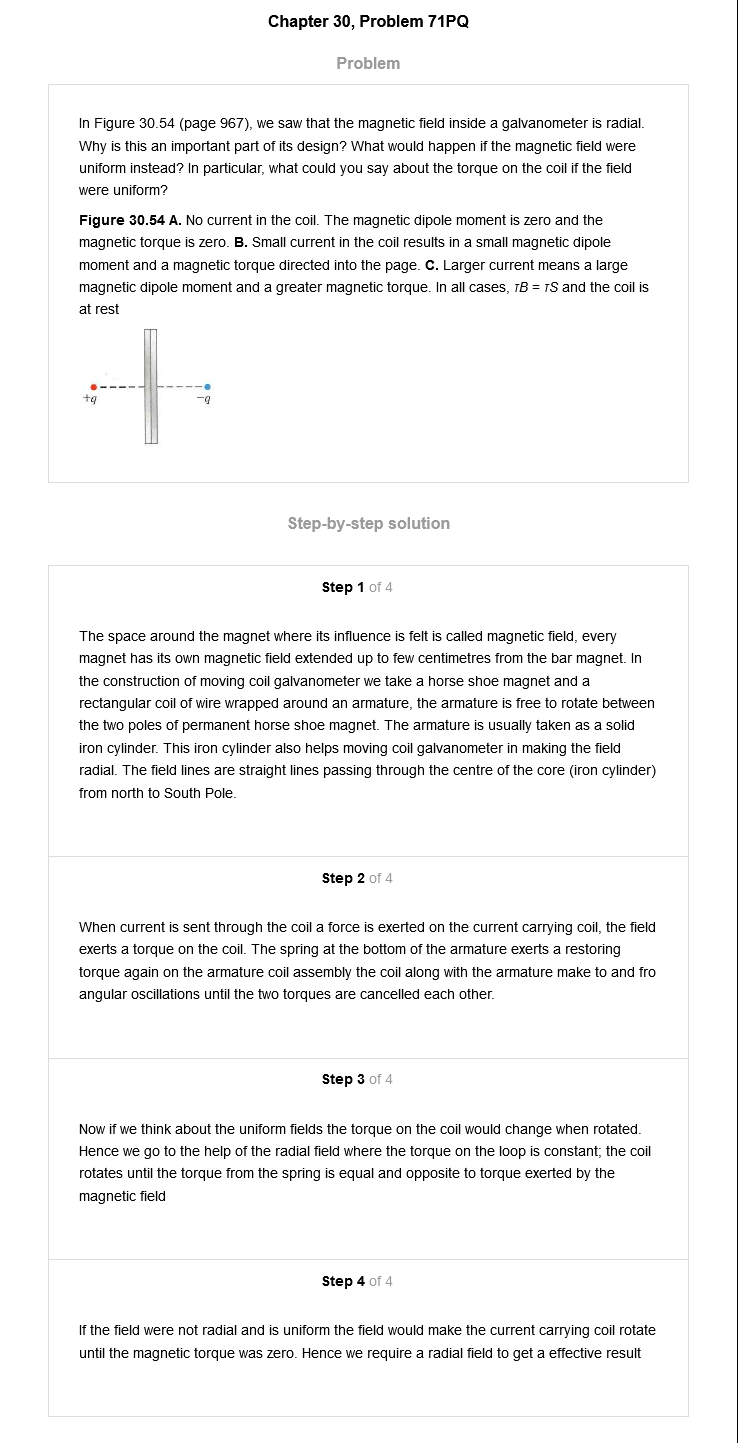 Chapter 30, Problem 71PQ
Problem
In Figure 30.54 (page 967), we saw that the magnetic field inside a galvanometer is radial.
Why is this an important part of its design? What would happen if the magnetic field were
uniform instead? In particular, what could you say about the torque on the coil if the field
were uniform?
Figure 30.54 A. No current in the coil. The magnetic dipole moment is zero and the
magnetic torque is zero. B. Small current in the coil results in a small magnetic dipole
moment and a magnetic torque directed into the page. C. Larger current means a large
magnetic dipole moment and a greater magnetic torque. In all cases, τB = τS and the coil is
at rest
+q
−q
Step-by-step solution
Step 1 of 4
The space around the magnet where its influence is felt is called magnetic field, every
magnet has its own magnetic field extended up to few centimetres from the bar magnet. In
the construction of moving coil galvanometer we take a horse shoe magnet and a
rectangular coil of wire wrapped around an armature, the armature is free to rotate between
the two poles of permanent horse shoe magnet. The armature is usually taken as a solid
iron cylinder. This iron cylinder also helps moving coil galvanometer in making the field
radial. The field lines are straight lines passing through the centre of the core (iron cylinder)
from north to South Pole.
Step 2 of 4
When current is sent through the coil a force is exerted on the current carrying coil, the field
exerts a torque on the coil. The spring at the bottom of the armature exerts a restoring
torque again on the armature coil assembly the coil along with the armature make to and fro
angular oscillations until the two torques are cancelled each other.
Step 3 of 4
Now if we think about the uniform fields the torque on the coil would change when rotated.
Hence we go to the help of the radial field where the torque on the loop is constant; the coil
rotates until the torque from the spring is equal and opposite to torque exerted by the
magnetic field
Step 4 of 4
If the field were not radial and is uniform the field would make the current carrying coil rotate
until the magnetic torque was zero. Hence we require a radial field to get a effective result